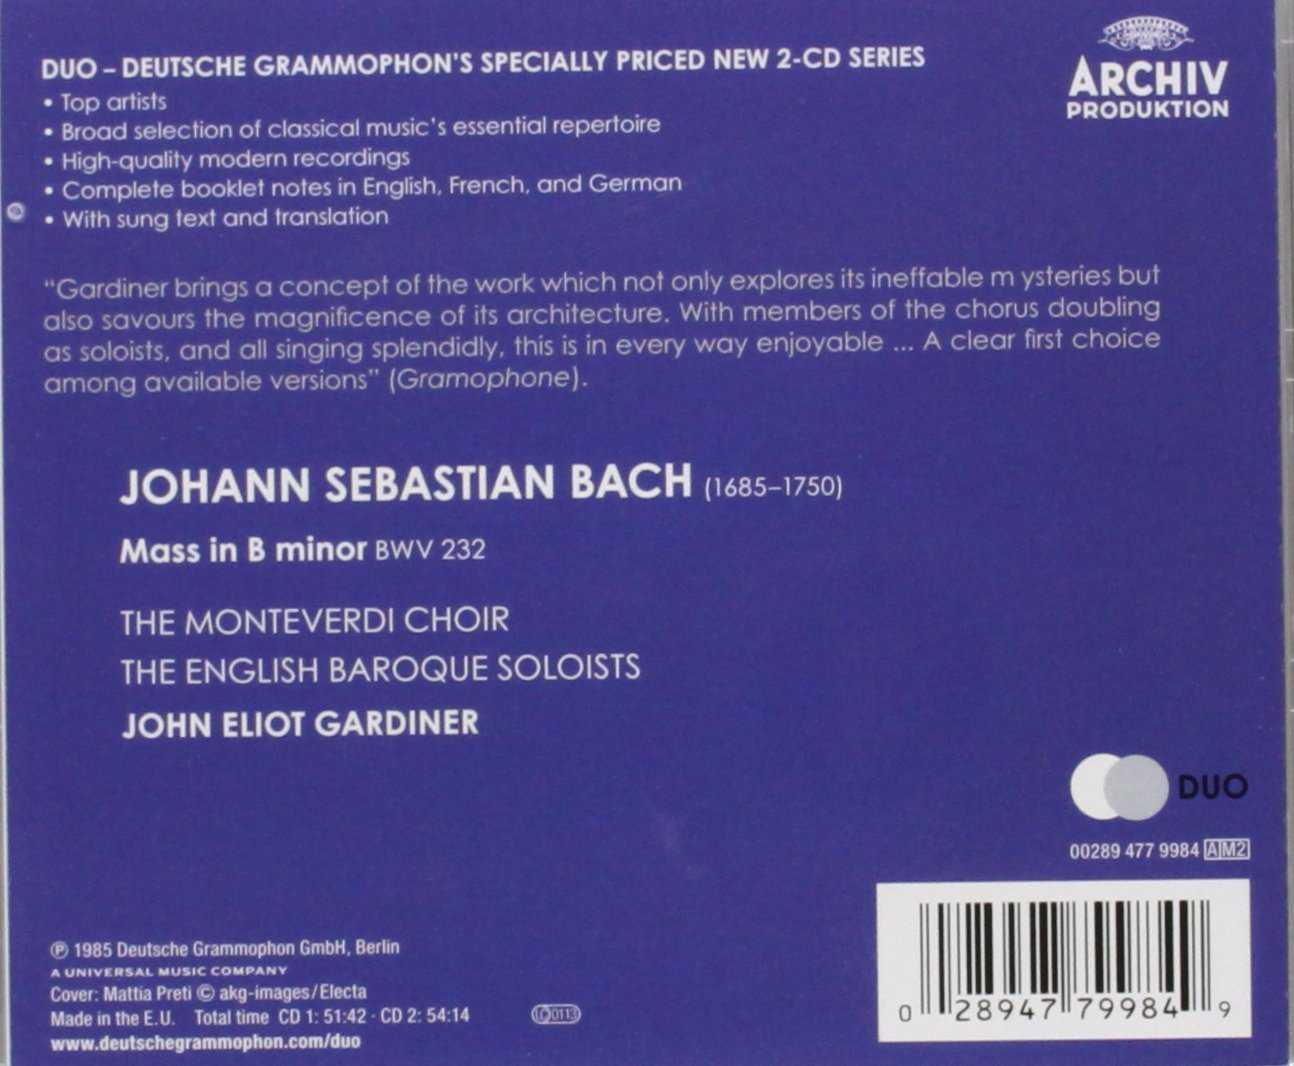 DUO – DEUTSCHE GRAMMOPHON'S SPECIALLY PRICED NEW 2-CD SERIES
• Top artists
• Broad selection of classical music's essential repertoire
• High-quality modern recordings
• Complete booklet notes in English, French, and German
• With sung text and translation
ARCHIV
PRODUKTION
“Gardiner brings a concept of the work which not only explores its ineffable m ysteries but
also savours the magnificence of its architecture. With members of the chorus doubling
as soloists, and all singing splendidly, this is in every way enjoyable ... A clear first choice
among available versions” (Gramophone).
JOHANN SEBASTIAN BACH (1685–1750)
Mass in B minor BWV 232
THE MONTEVERDI CHOIR
THE ENGLISH BAROQUE SOLOISTS
JOHN ELIOT GARDINER
DUO
00289 477 9984 AM2
℗ 1985 Deutsche Grammophon GmbH, Berlin
A UNIVERSAL MUSIC COMPANY
Cover: Mattia Preti © akg-images/Electa
Made in the E.U. Total time CD 1: 51:42 · CD 2: 54:14
LC 0113
www.deutschegrammophon.com/duo
0 28947 79984 9